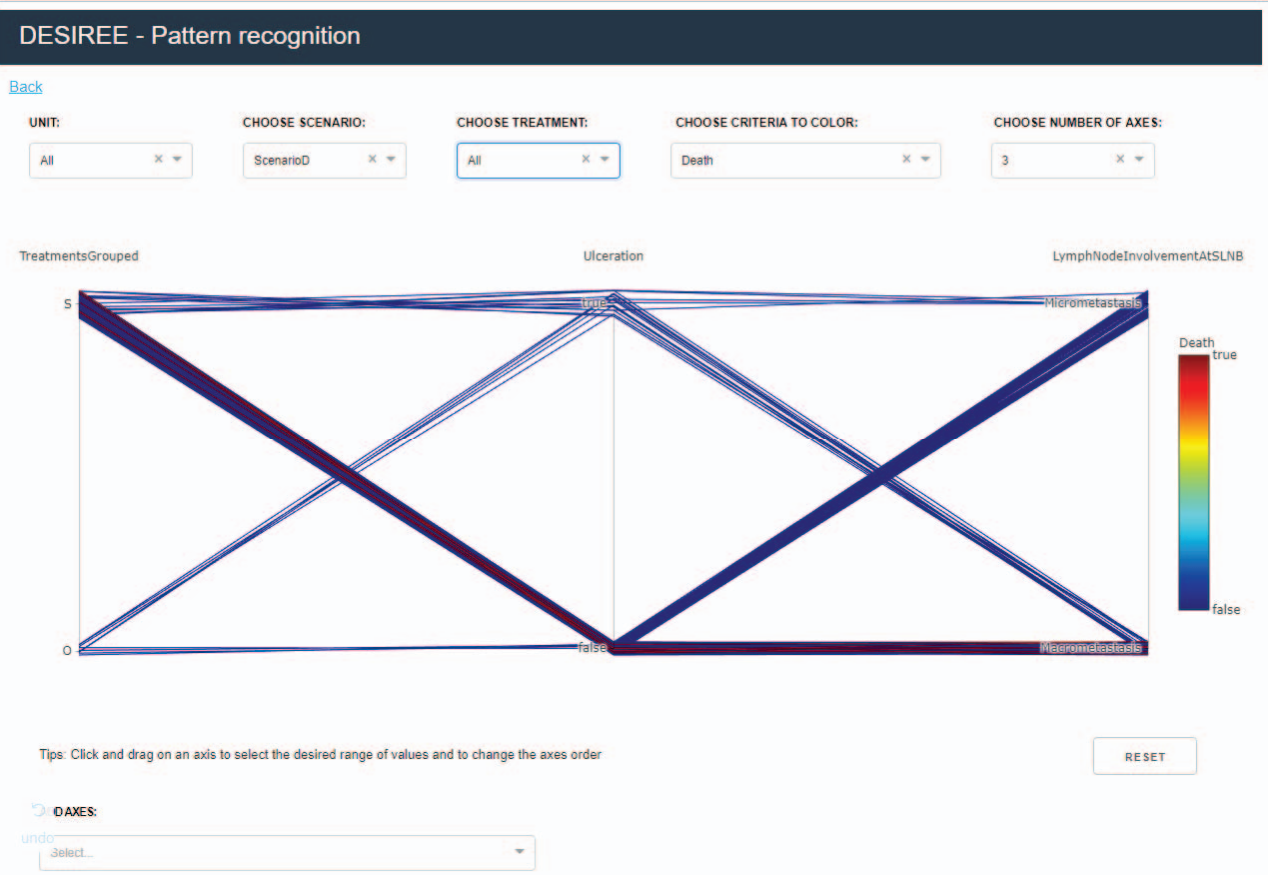 DESIREE - Pattern recognition
Back
UNIT: CHOOSE SCENARIO: CHOOSE TREATMENT: CHOOSE CRITERIA TO COLOR: CHOOSE NUMBER OF AXES:
All ScenarioD All Death 3
TreatmentsGrouped Ulceration LymphNodeInvolvementAtSLNB
S true Micrometastasis
Death
true
false
O false Macrometastasis
Tips: Click and drag on an axis to select the desired range of values and to change the axes order
RESET
D AXES:
undo
Select...